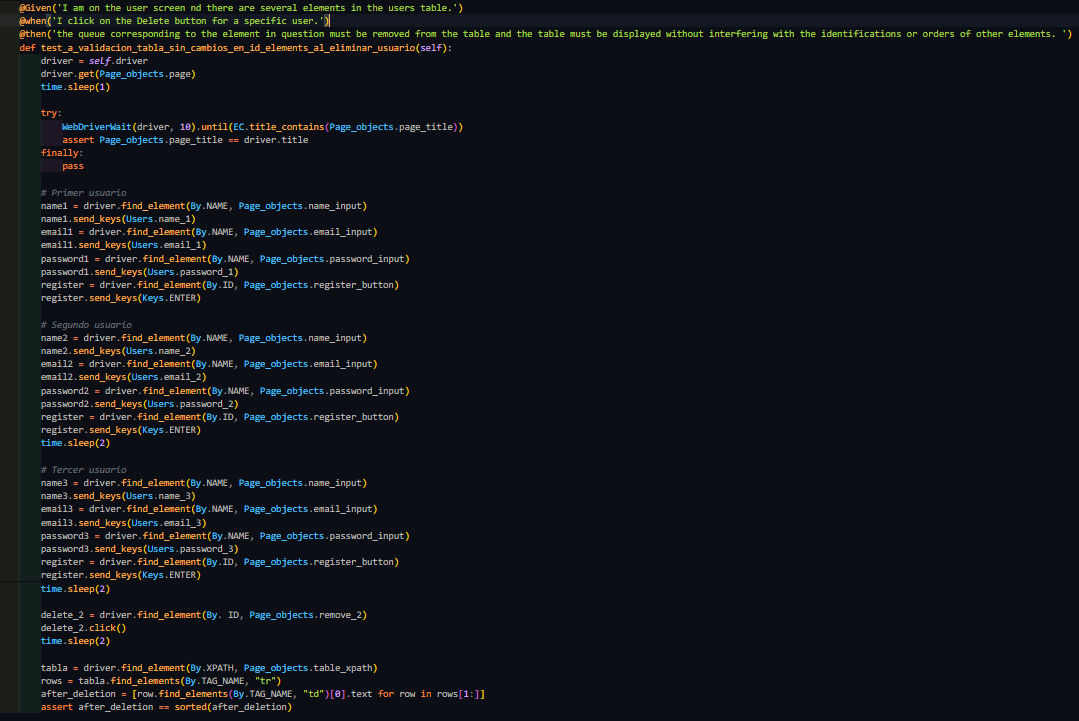 @Given('I am on the user screen nd there are several elements in the users table.')
@when('I click on the Delete button for a specific user.')
@then('the queue corresponding to the element in question must be removed from the table and the table must be displayed without interfering with the identifications or orders of other elements. ')
def test_a_validacion_tabla_sin_cambios_en_id_elements_al_eliminar_usuario(self):
    driver = self.driver
    driver.get(Page_objects.page)
    time.sleep(1)

    try:
        WebDriverWait(driver, 10).until(EC.title_contains(Page_objects.page_title))
        assert Page_objects.page_title == driver.title
    finally:
        pass

    # Primer usuario
    name1 = driver.find_element(By.NAME, Page_objects.name_input)
    name1.send_keys(Users.name_1)
    email1 = driver.find_element(By.NAME, Page_objects.email_input)
    email1.send_keys(Users.email_1)
    password1 = driver.find_element(By.NAME, Page_objects.password_input)
    password1.send_keys(Users.password_1)
    register = driver.find_element(By.ID, Page_objects.register_button)
    register.send_keys(Keys.ENTER)

    # Segundo usuario
    name2 = driver.find_element(By.NAME, Page_objects.name_input)
    name2.send_keys(Users.name_2)
    email2 = driver.find_element(By.NAME, Page_objects.email_input)
    email2.send_keys(Users.email_2)
    password2 = driver.find_element(By.NAME, Page_objects.password_input)
    password2.send_keys(Users.password_2)
    register = driver.find_element(By.ID, Page_objects.register_button)
    register.send_keys(Keys.ENTER)
    time.sleep(2)

    # Tercer usuario
    name3 = driver.find_element(By.NAME, Page_objects.name_input)
    name3.send_keys(Users.name_3)
    email3 = driver.find_element(By.NAME, Page_objects.email_input)
    email3.send_keys(Users.email_3)
    password3 = driver.find_element(By.NAME, Page_objects.password_input)
    password3.send_keys(Users.password_3)
    register = driver.find_element(By.ID, Page_objects.register_button)
    register.send_keys(Keys.ENTER)
    time.sleep(2)

    delete_2 = driver.find_element(By. ID, Page_objects.remove_2)
    delete_2.click()
    time.sleep(2)

    tabla = driver.find_element(By.XPATH, Page_objects.table_xpath)
    rows = tabla.find_elements(By.TAG_NAME, "tr")
    after_deletion = [row.find_elements(By.TAG_NAME, "td")[0].text for row in rows[1:]]
    assert after_deletion == sorted(after_deletion)